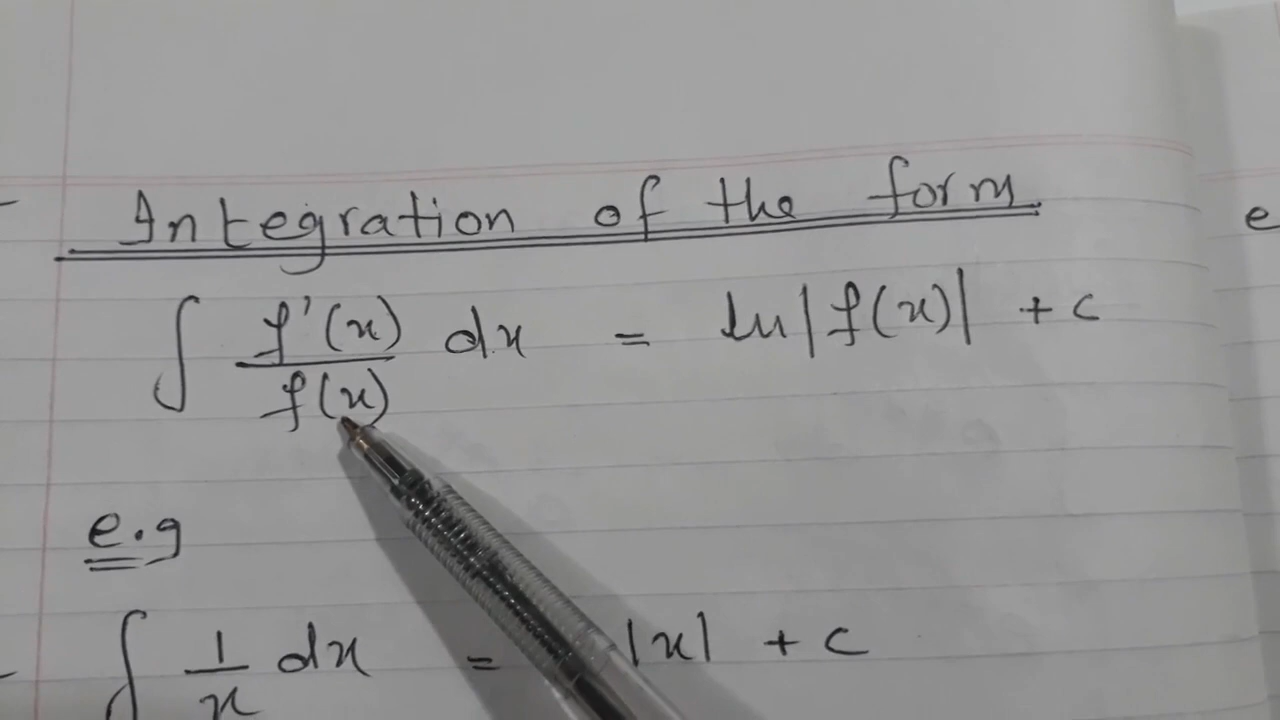 Integration of the form
∫ f'(x)/f(x) dx = ln|f(x)| + c
e.g
∫ 1/x dx = |x| + c
e